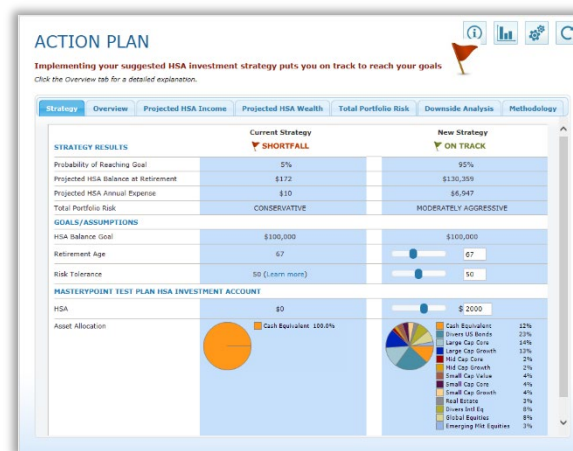 ACTION PLAN
Implementing your suggested HSA investment strategy puts you on track to reach your goals
Click the Overview tab for a detailed explanation.
Strategy Overview Projected HSA Income Projected HSA Wealth Total Portfolio Risk Downside Analysis Methodology
Current Strategy New Strategy
STRATEGY RESULTS SHORTFALL ON TRACK
Probability of Reaching Goal 5% 95%
Projected HSA Balance at Retirement $172 $130,359
Projected HSA Annual Expense $10 $6,947
Total Portfolio Risk CONSERVATIVE MODERATELY AGGRESSIVE
GOALS/ASSUMPTIONS
HSA Balance Goal $100,000 $100,000
Retirement Age 67 67
Risk Tolerance 50 (Learn more) 50
MASTERYPOINT TEST PLAN HSA INVESTMENT ACCOUNT
HSA $0 $ 2000
Asset Allocation Cash Equivalent 100.0% Cash Equivalent 12%
Divers US Bonds 23%
Large Cap Core 14%
Large Cap Growth 13%
Mid Cap Core 2%
Mid Cap Growth 2%
Small Cap Value 4%
Small Cap Core 4%
Small Cap Growth 4%
Real Estate 3%
Divers Intl Eq 8%
Global Equities 8%
Emerging Mkt Equities 3%